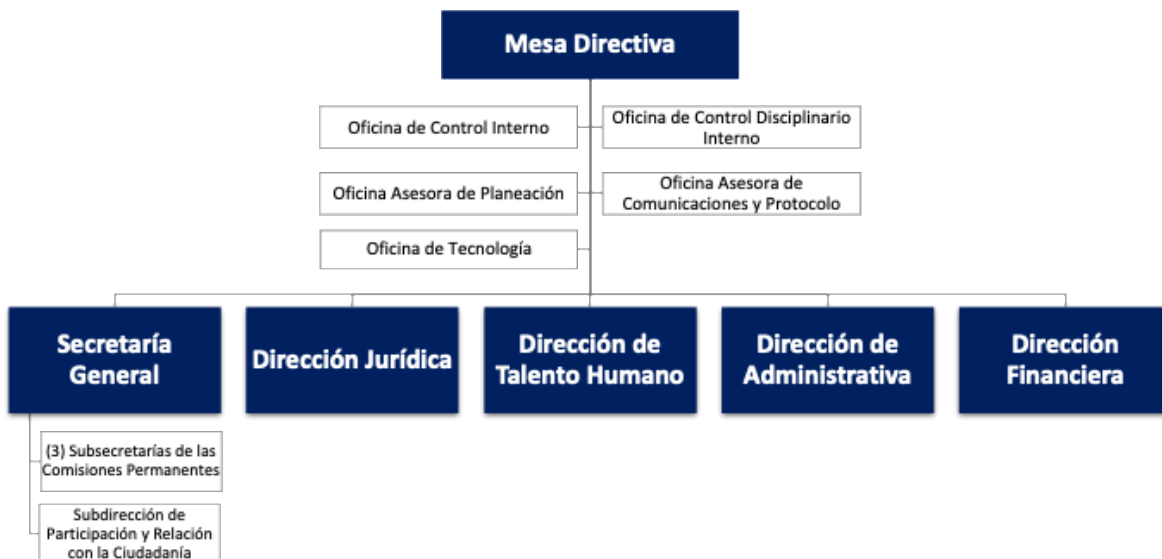 Mesa Directiva
Oficina de Control Interno
Oficina de Control Disciplinario
Interno
Oficina Asesora de Planeación
Oficina Asesora de
Comunicaciones y Protocolo
Oficina de Tecnología
Secretaría
General
Dirección Jurídica
Dirección de
Talento Humano
Dirección de
Administrativa
Dirección
Financiera
(3) Subsecretarías de las
Comisiones Permanentes
Subdirección de
Participación y Relación
con la Ciudadanía